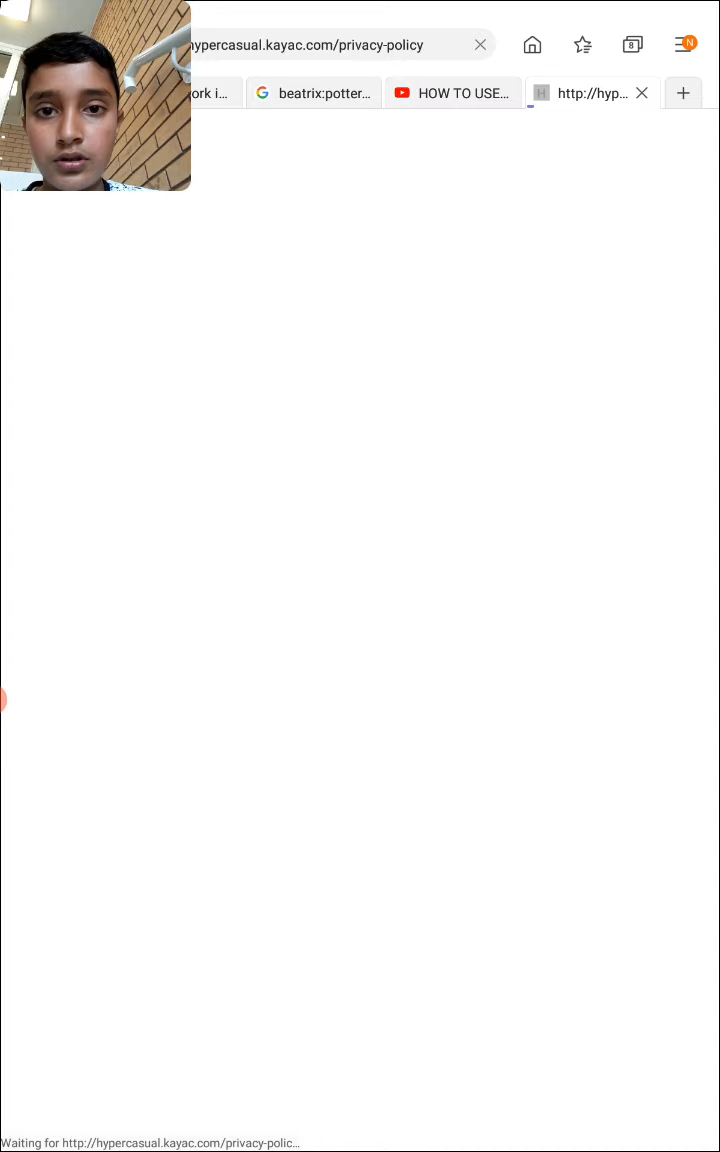 hypercasual.kayac.com/privacy-policy
8
N
ork i...
beatrix:potter...
HOW TO USE...
H
http://hyp...
Waiting for http://hypercasual.kayac.com/privacy-polic...